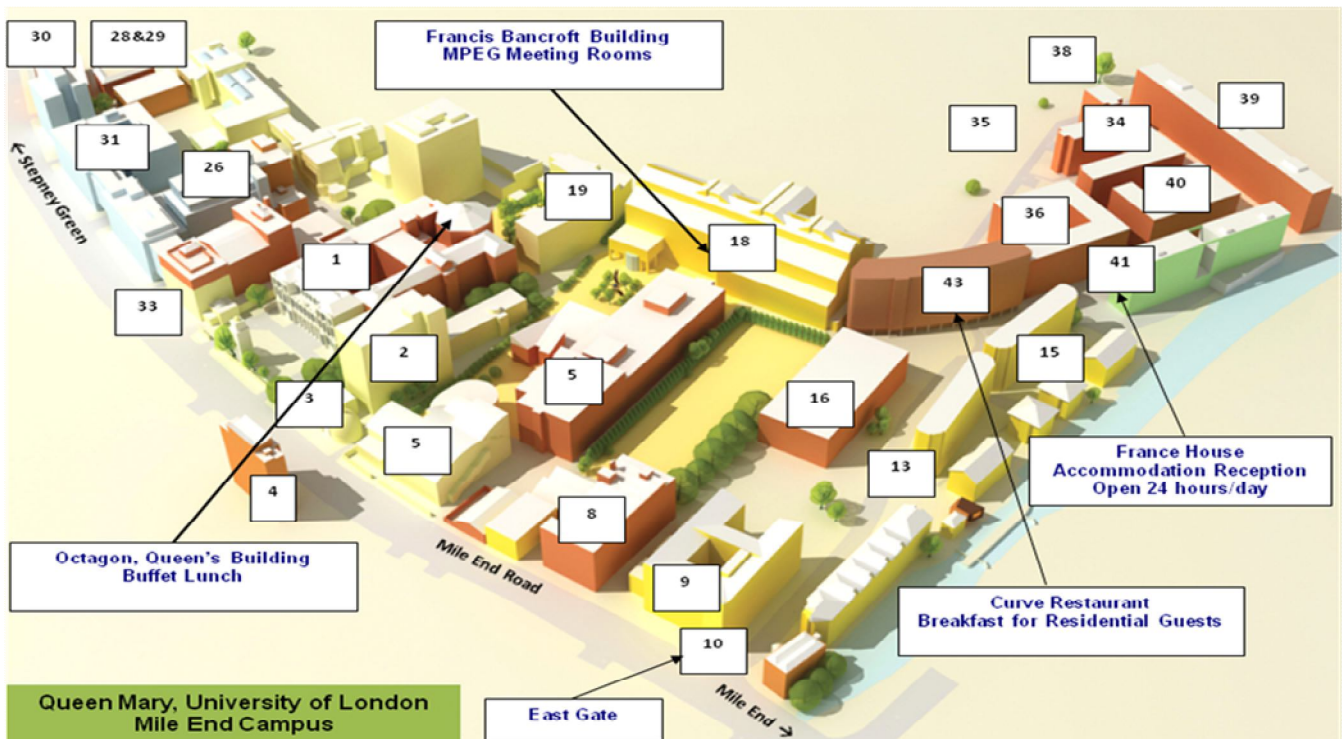 30
28&29
Francis Bancroft Building
MPEG Meeting Rooms
38
39
35
34
31
26
← Stepney Green
19
40
36
18
1
41
43
33
2
15
5
16
3
5
13
France House
Accommodation Reception
Open 24 hours/day
4
8
Mile End Road
Octagon, Queen's Building
Buffet Lunch
9
Curve Restaurant
Breakfast for Residential Guests
10
Mile End →
Queen Mary, University of London
Mile End Campus
East Gate